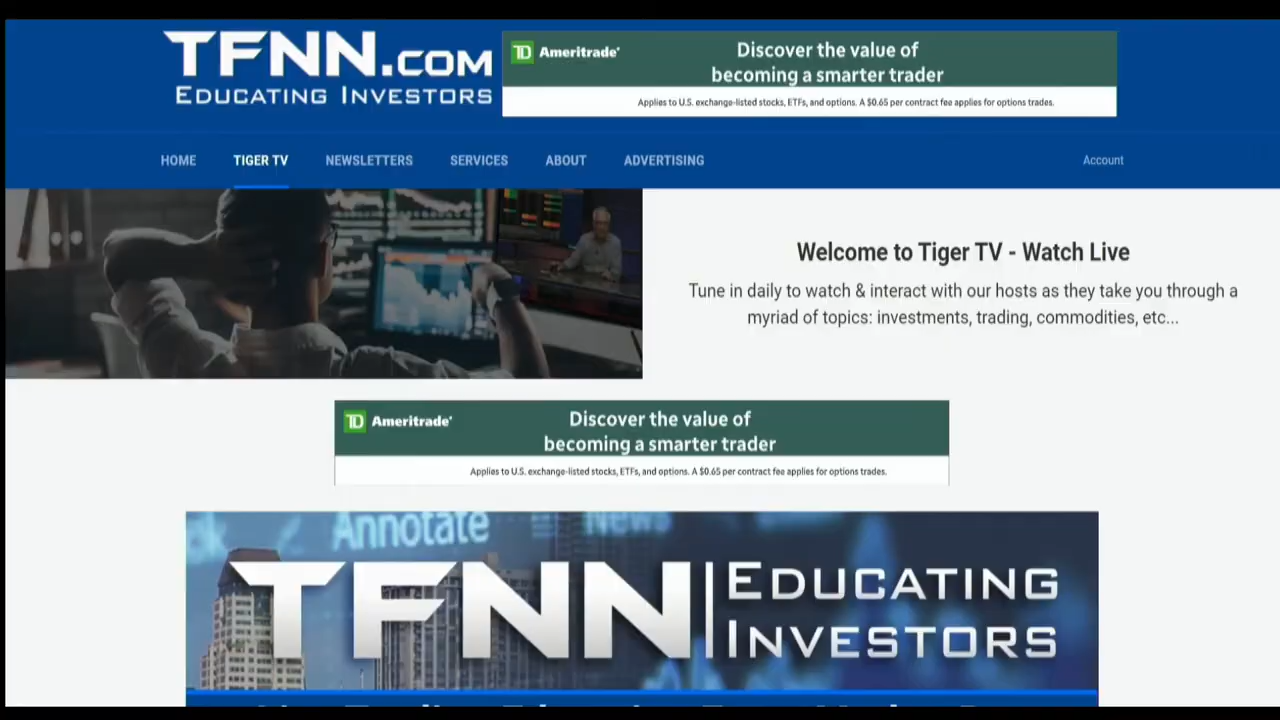 TFNN.COM
EDUCATING INVESTORS
TD Ameritrade
Discover the value of
becoming a smarter trader
Applies to U.S. exchange-listed stocks, ETFs, and options. A $0.65 per contract fee applies for options trades.
HOME TIGER TV NEWSLETTERS SERVICES ABOUT ADVERTISING Account
Welcome to Tiger TV - Watch Live
Tune in daily to watch & interact with our hosts as they take you through a
myriad of topics: investments, trading, commodities, etc...
TD Ameritrade
Discover the value of
becoming a smarter trader
Applies to U.S. exchange-listed stocks, ETFs, and options. A $0.65 per contract fee applies for options trades.
Annotate News
TFNN EDUCATING
INVESTORS